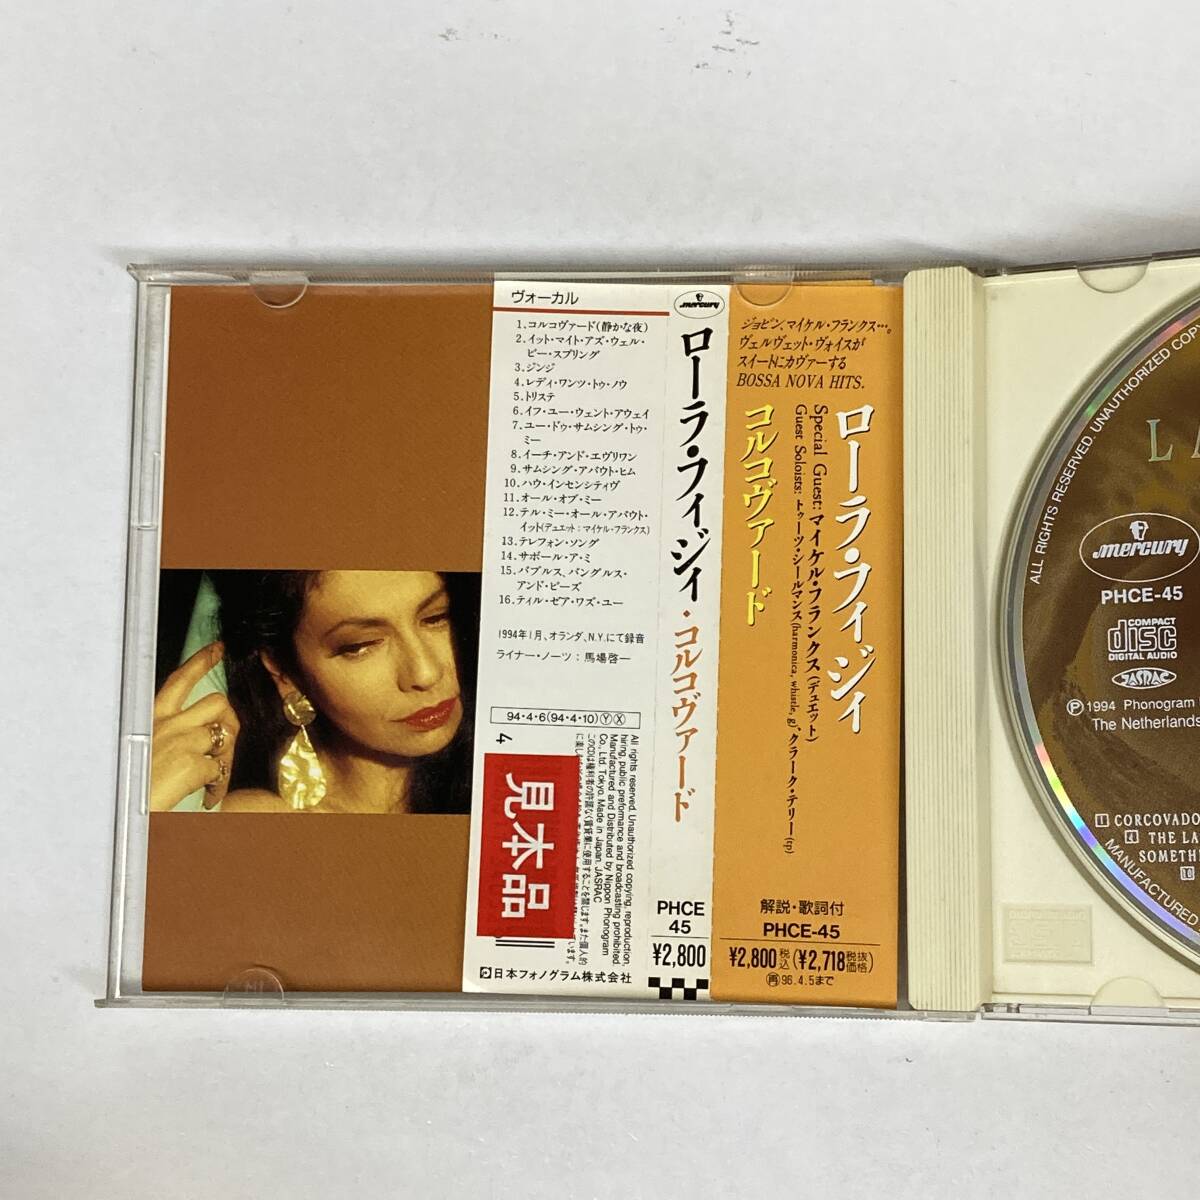 ヴォーカル
1.コルコヴァード(静かな夜)
2.イット・マイト・アズ・ウェル・
ビー・スプリング
3.ジンジ
4.レディ・ワンツ・トゥ・ノウ
5.トリステ
6.イフ・ユー・ウェント・アウェイ
7.ユー・ドゥ・サムシング・トゥ・
ミー
8.イーチ・アンド・エヴリワン
9.サムシング・アバウト・ヒム
10.ハウ・インセンシティヴ
11.オール・オブ・ミー
12.テル・ミー・オール・アバウト・
イット(デュエット:マイケル・フランクス)
13.テレフォン・ソング
14.サボール・ア・ミ
15.バブルス、バングルス・
アンド・ビーズ
16.ティル・ゼア・ワズ・ユー
1994年1月、オランダ、N.Y.にて録音
ライナー・ノーツ:馬場啓一
94・4・6(94・4・10)ⓎⓍ
4
見本品
All rights reserved. Unauthorized copying, reproduction,
hiring, public preformance and broadcasting prohibited.
Manufactured and Distributed by Nippon Phonogram
Co., Ltd. Tokyo. Made in Japan. JASRAC
日本フォノグラム株式会社
mercury
ローラ・フィジィ・コルコヴァード
PHCE
45
¥2,800
ジョビン、マイケル・フランクス…。
ヴェルヴェット・ヴォイスが
スイートにカヴァーする
BOSSA NOVA HITS.
ローラ・フィジィ
Special Guest:マイケル・フランクス(デュエット)
Guest Soloists:トゥーツ・シールマンス(harmonica, whistle, g)、クラーク・テリー(tp)
コルコヴァード
解説・歌詞付
PHCE-45
¥2,800税込(¥2,718税抜価格)
再96.4.5まで
ALL RIGHTS RESERVED. UNAUTHORIZED COP
L
mercury
PHCE-45
COMPACT
disc
DIGITAL AUDIO
JASRAC
Ⓟ1994 Phonogram
The Netherlands
1 CORCOVADO
4 THE LA
SOMETHI
10
MANUFACTURED